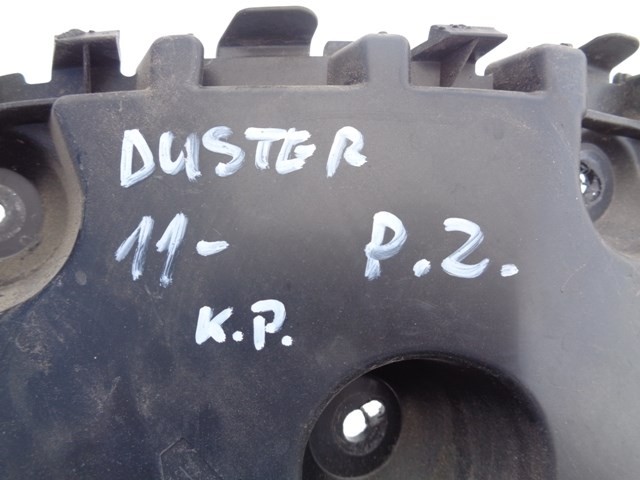 DUSTER
11- P.Z.
K.P.